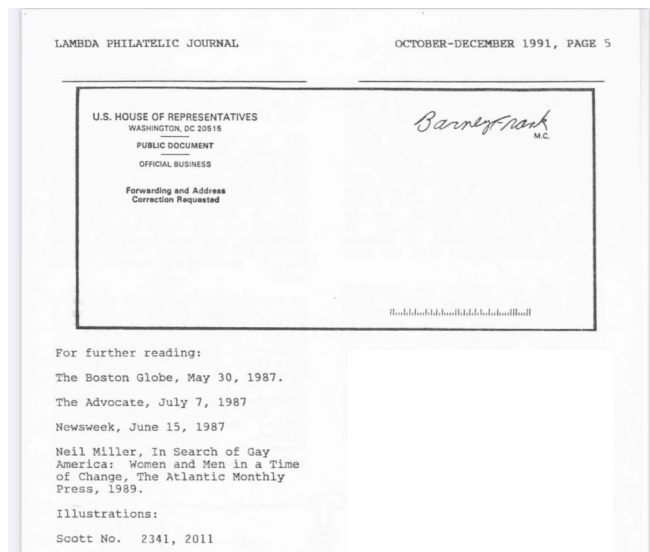 LAMBDA PHILATELIC JOURNAL OCTOBER-DECEMBER 1991, PAGE 5
U.S. HOUSE OF REPRESENTATIVES
WASHINGTON, DC 20515
PUBLIC DOCUMENT
OFFICIAL BUSINESS
Forwarding and Address
Correction Requested
Barney Frank
M.C.
For further reading:
The Boston Globe, May 30, 1987.
The Advocate, July 7, 1987
Newsweek, June 15, 1987
Neil Miller, In Search of Gay
America: Women and Men in a Time
of Change, The Atlantic Monthly
Press, 1989.
Illustrations:
Scott No. 2341, 2011